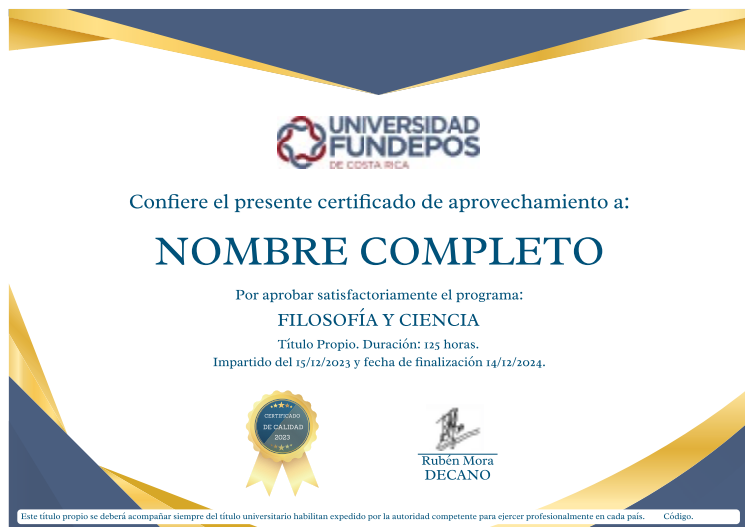 UNIVERSIDAD
FUNDEPOS
DE COSTA RICA
Confiere el presente certificado de aprovechamiento a:
NOMBRE COMPLETO
Por aprobar satisfactoriamente el programa:
FILOSOFÍA Y CIENCIA
Título Propio. Duración: 125 horas.
Impartido del 15/12/2023 y fecha de finalización 14/12/2024.
CERTIFICADO
DE CALIDAD
2023
Rubén Mora
DECANO
Este título propio se deberá acompañar siempre del título universitario habilitan expedido por la autoridad competente para ejercer profesionalmente en cada país. Código.